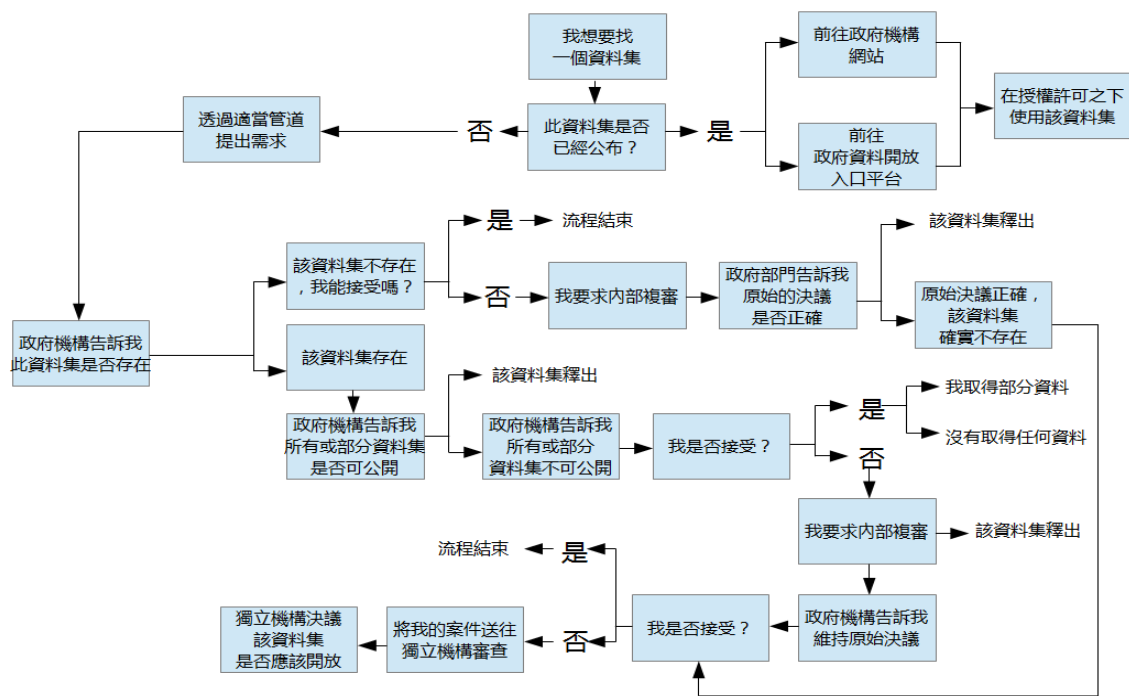 我想要找
一個資料集
前往政府機構
網站
在授權許可之下
使用該資料集
透過適當管道
提出需求
否
此資料集是否
已經公布？
是
前往
政府資料開放
入口平台
是
流程結束
該資料集釋出
該資料集不存在
，我能接受嗎？
否
我要求內部複審
政府部門告訴我
原始的決議
是否正確
原始決議正確，
該資料集
確實不存在
政府機構告訴我
此資料集是否存在
該資料集存在
該資料集釋出
政府機構告訴我
所有或部分資料集
是否可公開
政府機構告訴我
所有或部分
資料集不可公開
我是否接受？
是
我取得部分資料
沒有取得任何資料
否
我要求內部複審
該資料集釋出
流程結束
是
獨立機構決議
該資料集
是否應該開放
將我的案件送往
獨立機構審查
否
我是否接受？
政府機構告訴我
維持原始決議